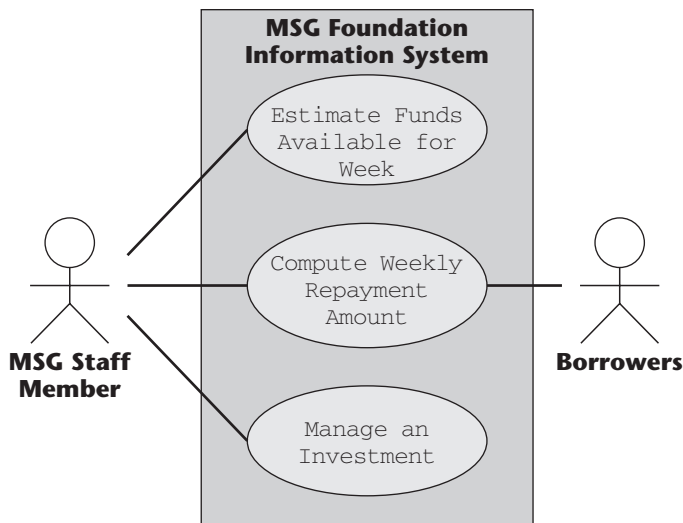 MSG Foundation
Information System
Estimate Funds
Available for
Week
Compute Weekly
Repayment
Amount
MSG Staff
Member
Borrowers
Manage an
Investment